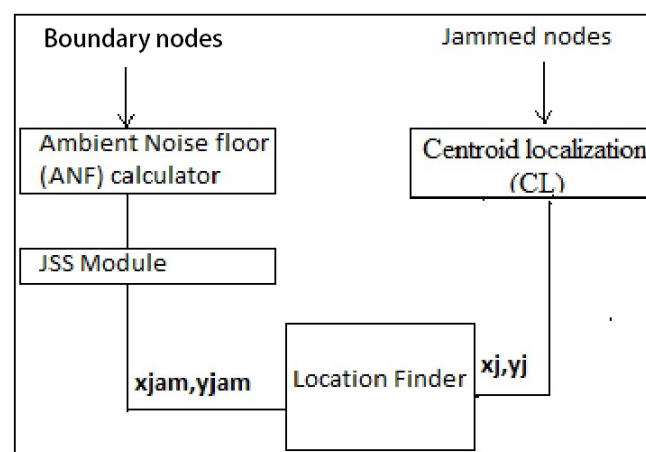 Boundary nodes
Jammed nodes
Ambient Noise floor
(ANF) calculator
Centroid localization
(CL)
JSS Module
xjam,yjam
Location Finder
xj,yj